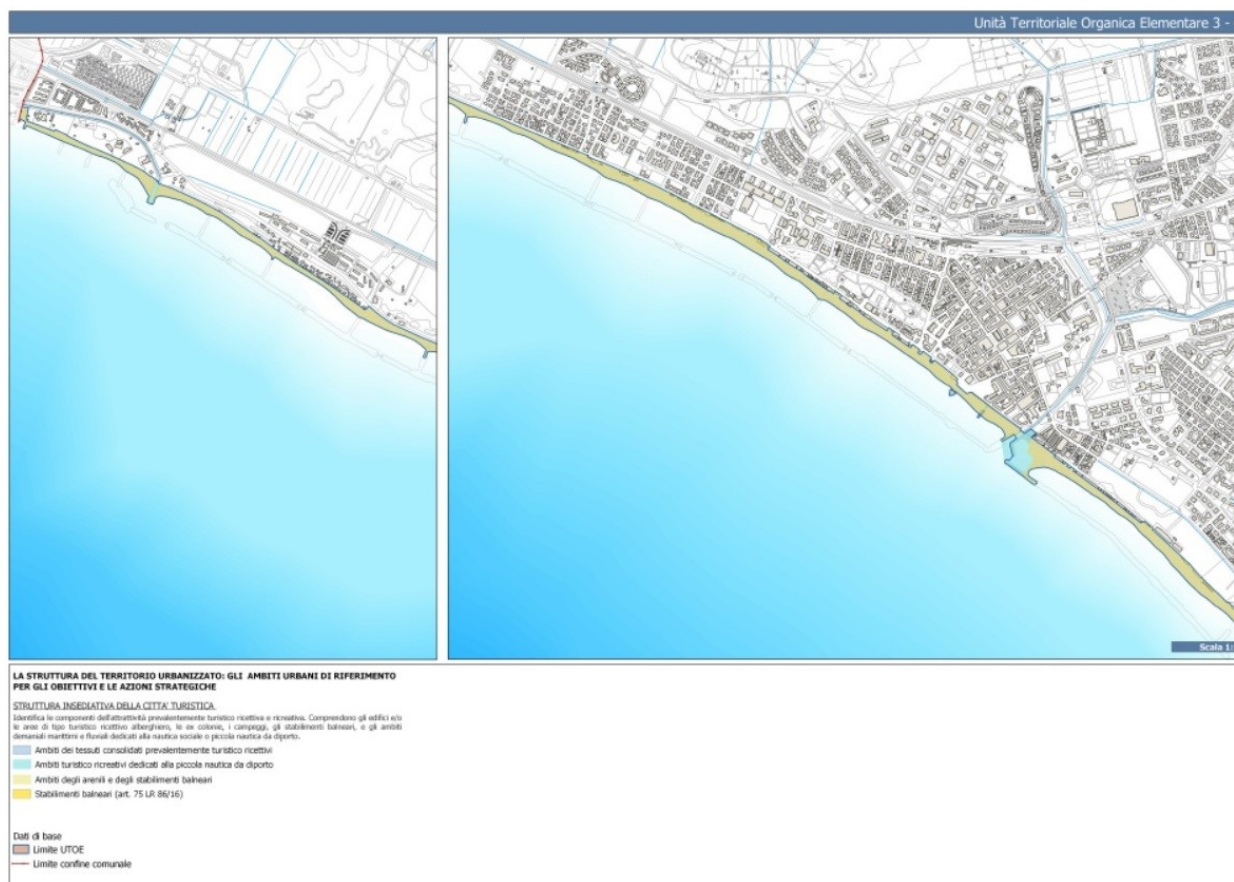 Unità Territoriale Organica Elementare 3 -
Scala 1:
LA STRUTTURA DEL TERRITORIO URBANIZZATO: GLI AMBITI URBANI DI RIFERIMENTO
PER GLI OBIETTIVI E LE AZIONI STRATEGICHE
STRUTTURA INSEDIATIVA DELLA CITTA' TURISTICA
Identifica le componenti dell'attrattività prevalentemente turistico ricettiva e ricreativa. Comprendono gli edifici e/o
le aree di tipo turistico ricettivo alberghiero, le ex colonie, i campeggi, gli stabilimenti balneari, e gli ambiti
demaniali marittimi e fluviali dedicati alla nautica sociale o piccola nautica da diporto.
Ambiti dei tessuti consolidati prevalentemente turistico ricettivi
Ambiti turistico ricreativi dedicati alla piccola nautica da diporto
Ambiti degli arenili e degli stabilimenti balneari
Stabilimenti balneari (art. 75 LR 86/16)
Dati di base
Limite UTOE
Limite confine comunale